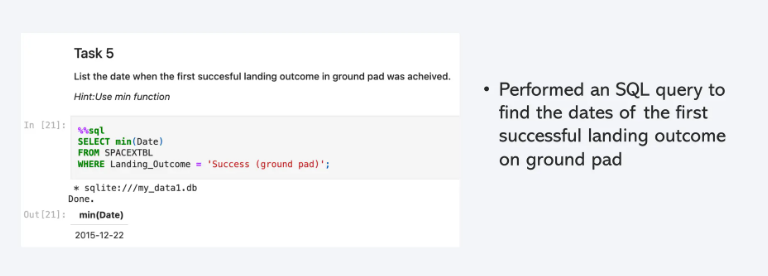 Task 5
List the date when the first succesful landing outcome in ground pad was acheived.
Hint:Use min function
In [21]:
%%sql
SELECT min(Date)
FROM SPACEXTBL
WHERE Landing_Outcome = 'Success (ground pad)';
* sqlite:///my_data1.db
Done.
Out[21]: min(Date)
2015-12-22
• Performed an SQL query to
find the dates of the first
successful landing outcome
on ground pad